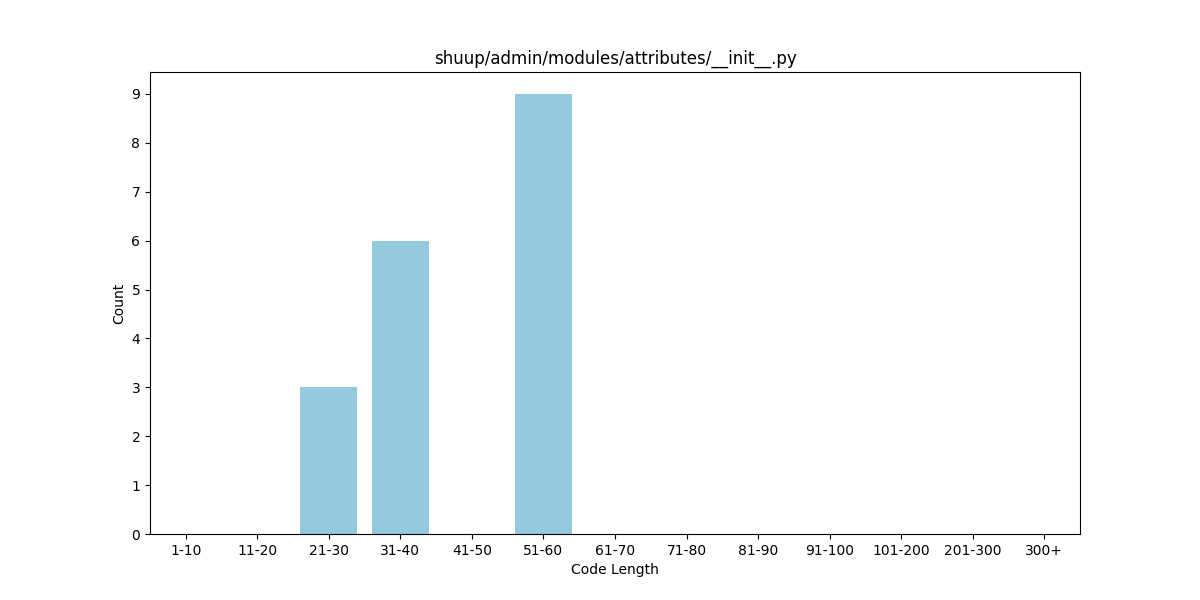 shuup/admin/modules/attributes/__init__.py
Count
9
8
7
6
5
4
3
2
1
0
1-10 11-20 21-30 31-40 41-50 51-60 61-70 71-80 81-90 91-100 101-200 201-300 300+
Code Length